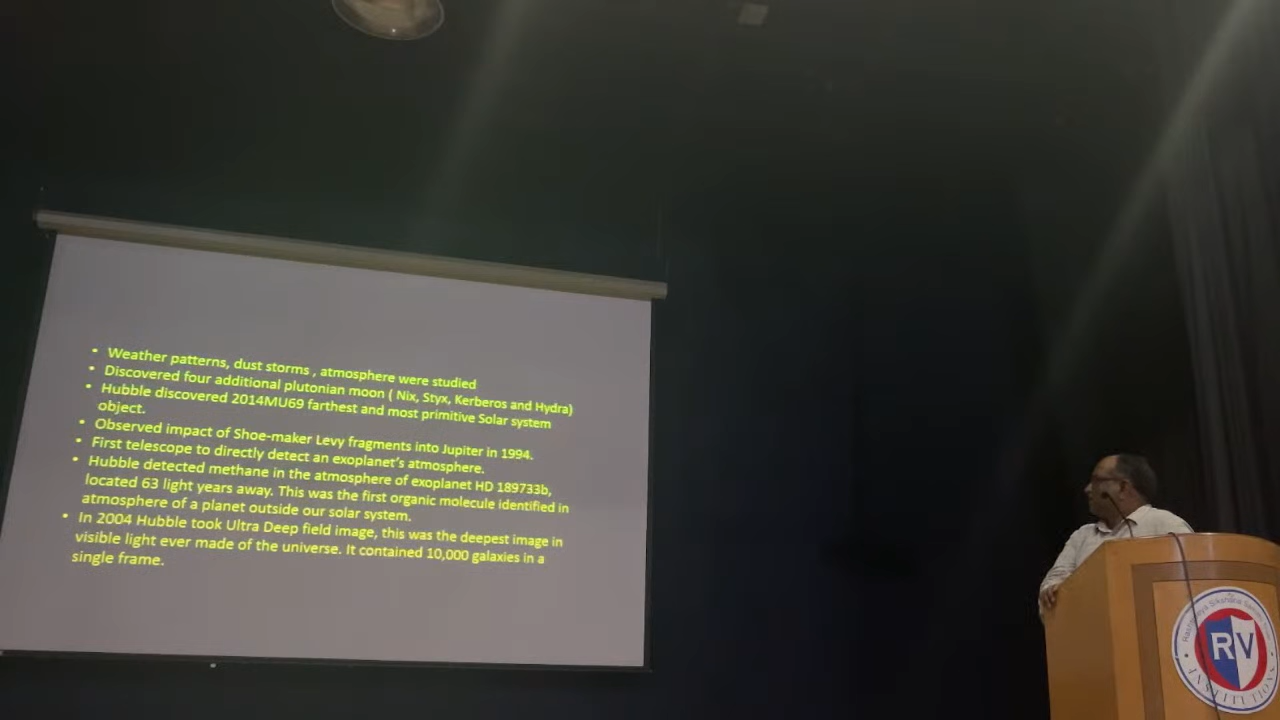 • Weather patterns, dust storms , atmosphere were studied
• Discovered four additional plutonian moon ( Nix, Styx, Kerberos and Hydra)
• Hubble discovered 2014MU69 farthest and most primitive Solar system
object.
• Observed impact of Shoe-maker Levy fragments into Jupiter in 1994.
• First telescope to directly detect an exoplanet's atmosphere.
• Hubble detected methane in the atmosphere of exoplanet HD 189733b,
located 63 light years away. This was the first organic molecule identified in
atmosphere of a planet outside our solar system.
• In 2004 Hubble took Ultra Deep field image, this was the deepest image in
visible light ever made of the universe. It contained 10,000 galaxies in a
single frame.
RV
INSTITUTIONS